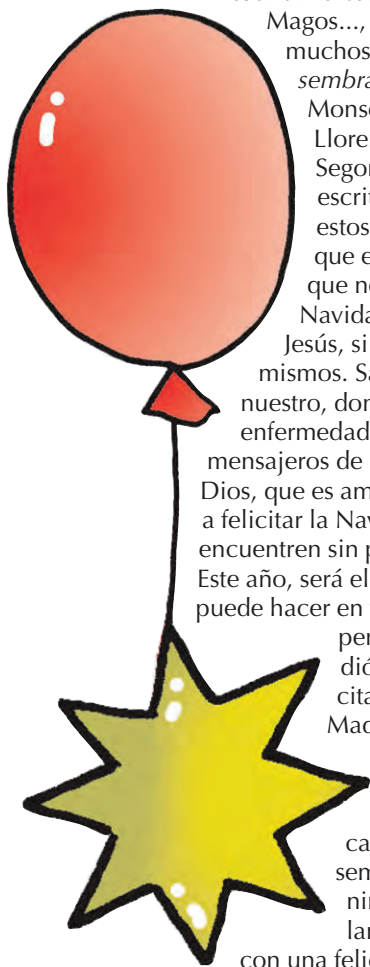 Magos...,
muchos
sembra
Monse
Llore
Segor
escrit
estos
que e
que no
Navida
Jesús, si
mismos. Sa
nuestro, don
enfermedad
mensajeros de
Dios, que es am
a felicitar la Nav
encuentren sin p
Este año, será el
puede hacer en
per
dió
cita
Mad
ca
sem
nir
lar
con una felic